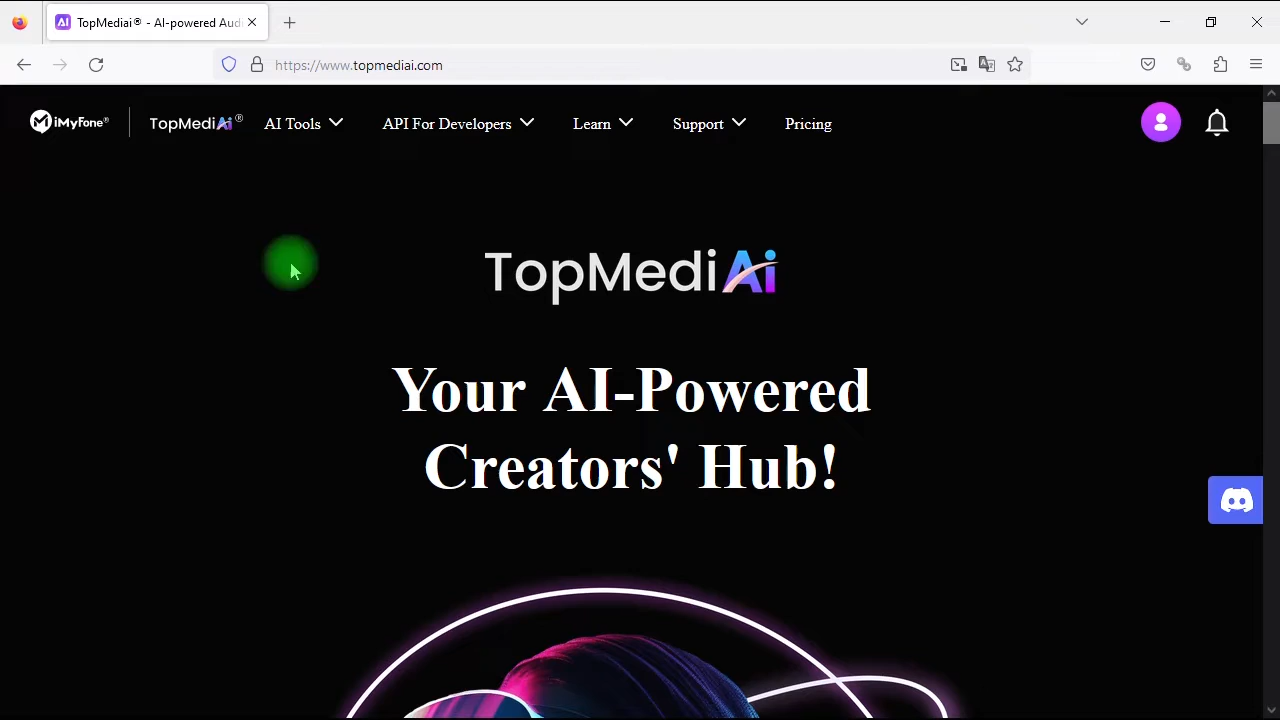 TopMediai® - AI-powered Aud
https://www.topmediai.com
iMyFone®
TopMediAi®
AI Tools
API For Developers
Learn
Support
Pricing
TopMediAi
Your AI-Powered
Creators' Hub!